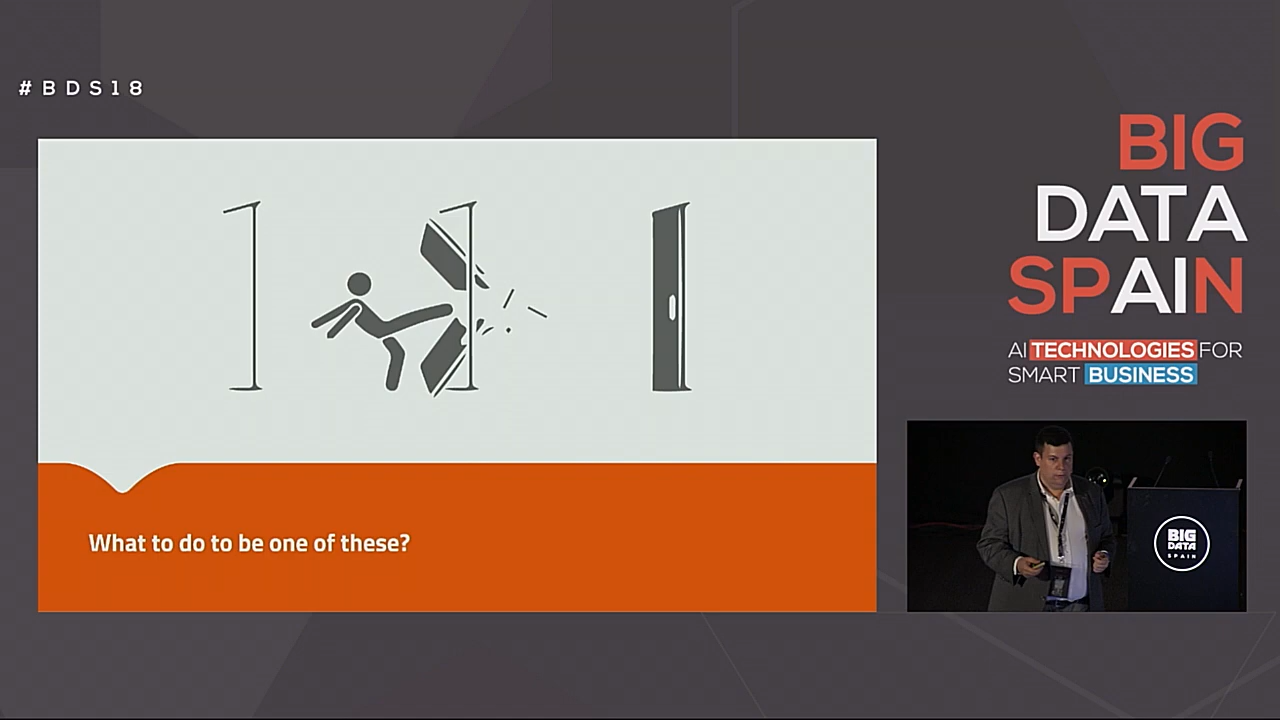 #BDS18
BIG
DATA
SPAIN
AI TECHNOLOGIES FOR
SMART BUSINESS
What to do to be one of these?
BIG
DATA
SPAIN